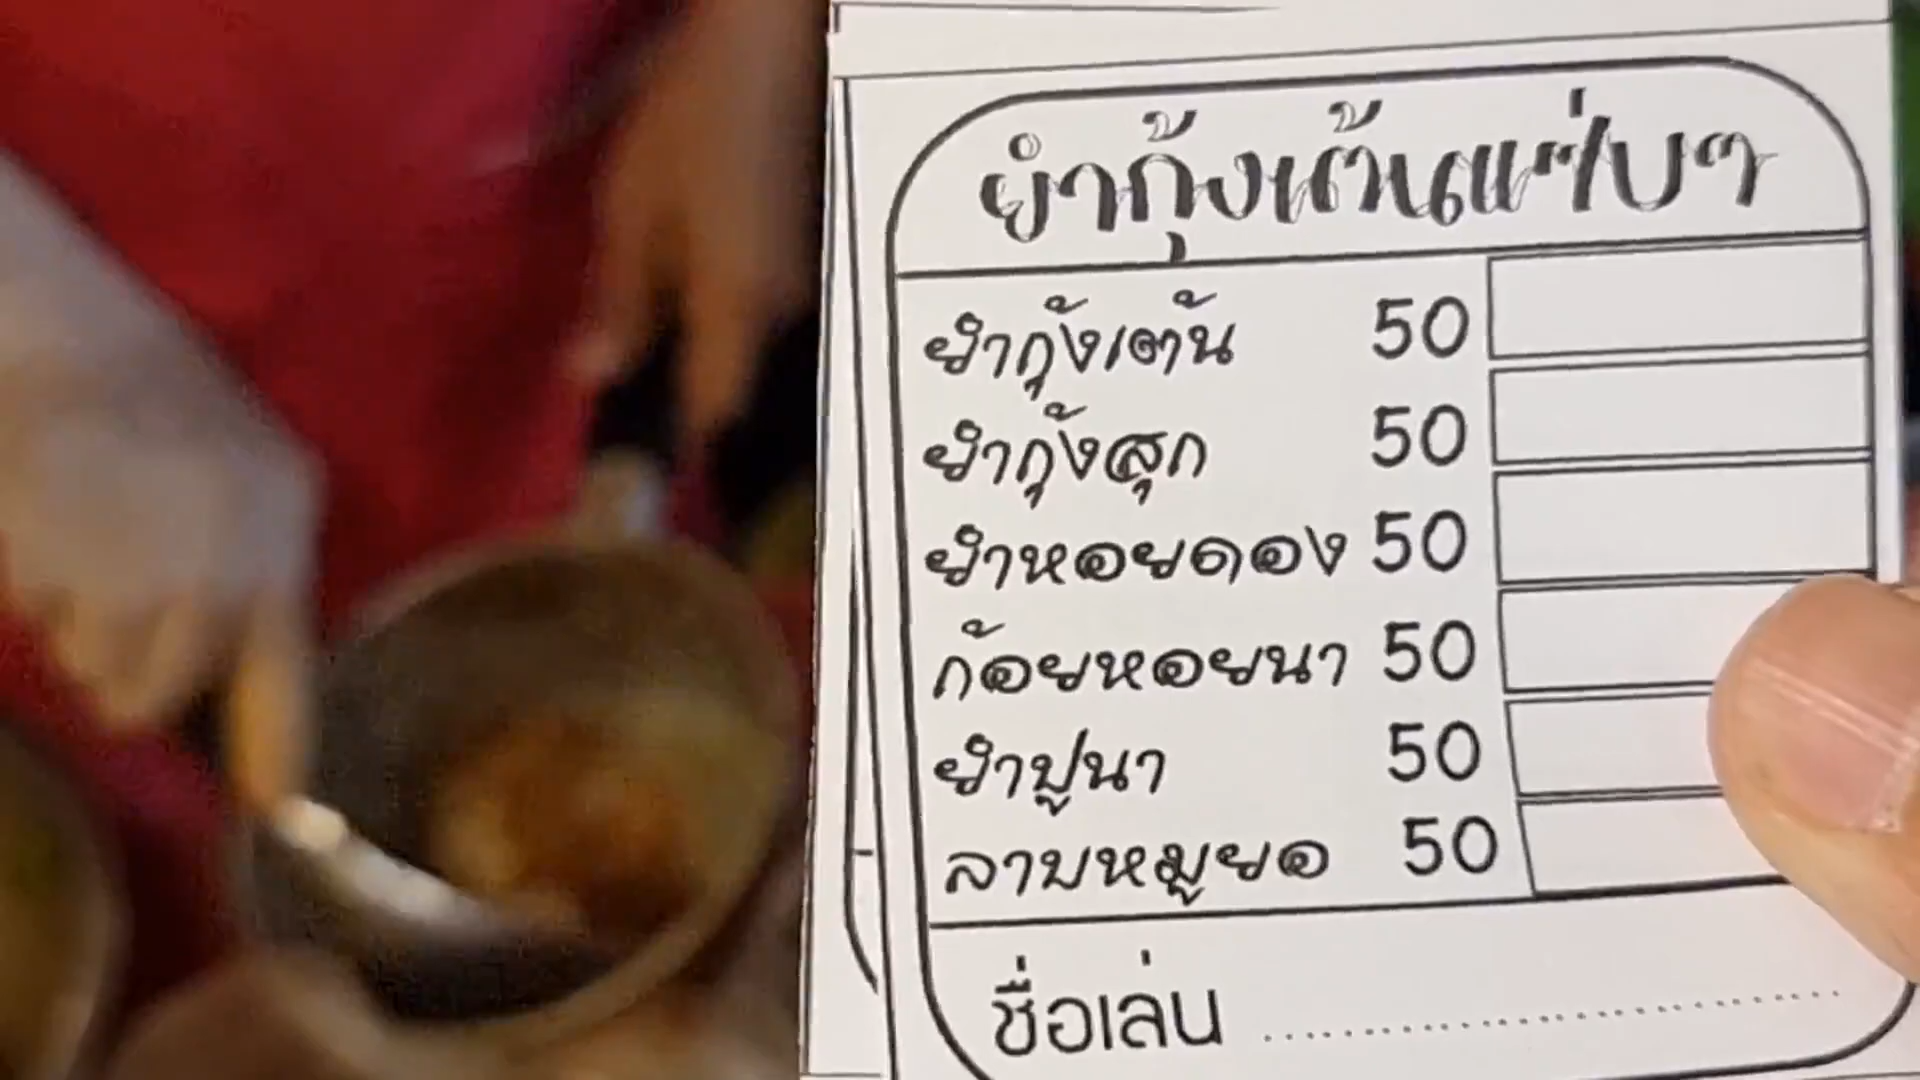 ยำกุ้งเต้นแซ่บๆ
ยำกุ้งเต้น 50
ยำกุ้งสุก 50
ยำหอยดอง 50
ก้อยหอยนา 50
ยำปูนา 50
ลาบหมูยอ 50
ชื่อเล่น